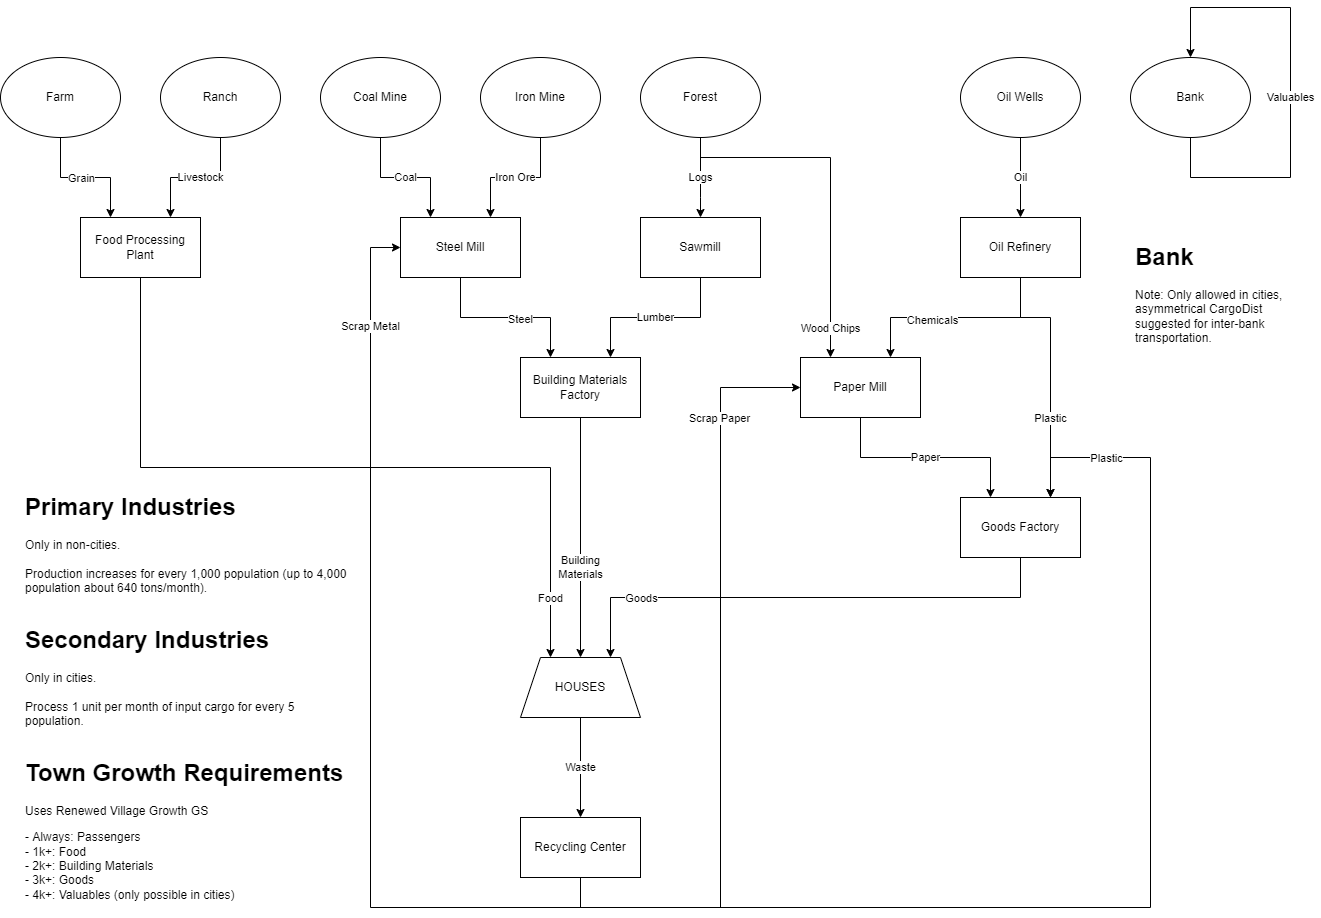 Farm
Ranch
Coal Mine
Iron Mine
Forest
Oil Wells
Bank
Valuables
Grain
Livestock
Coal
Iron Ore
Logs
Oil
Food Processing
Plant
Steel Mill
Sawmill
Oil Refinery
Bank
Note: Only allowed in cities,
asymmetrical CargoDist
suggested for inter-bank
transportation.
Scrap Metal
Steel
Lumber
Wood Chips
Chemicals
Building Materials
Factory
Paper Mill
Scrap Paper
Plastic
Paper
Plastic
Goods Factory
Primary Industries
Only in non-cities.
Production increases for every 1,000 population (up to 4,000
population about 640 tons/month).
Building
Materials
Food
Goods
Secondary Industries
Only in cities.
Process 1 unit per month of input cargo for every 5
population.
HOUSES
Waste
Town Growth Requirements
Uses Renewed Village Growth GS
- Always: Passengers
- 1k+: Food
- 2k+: Building Materials
- 3k+: Goods
- 4k+: Valuables (only possible in cities)
Recycling Center